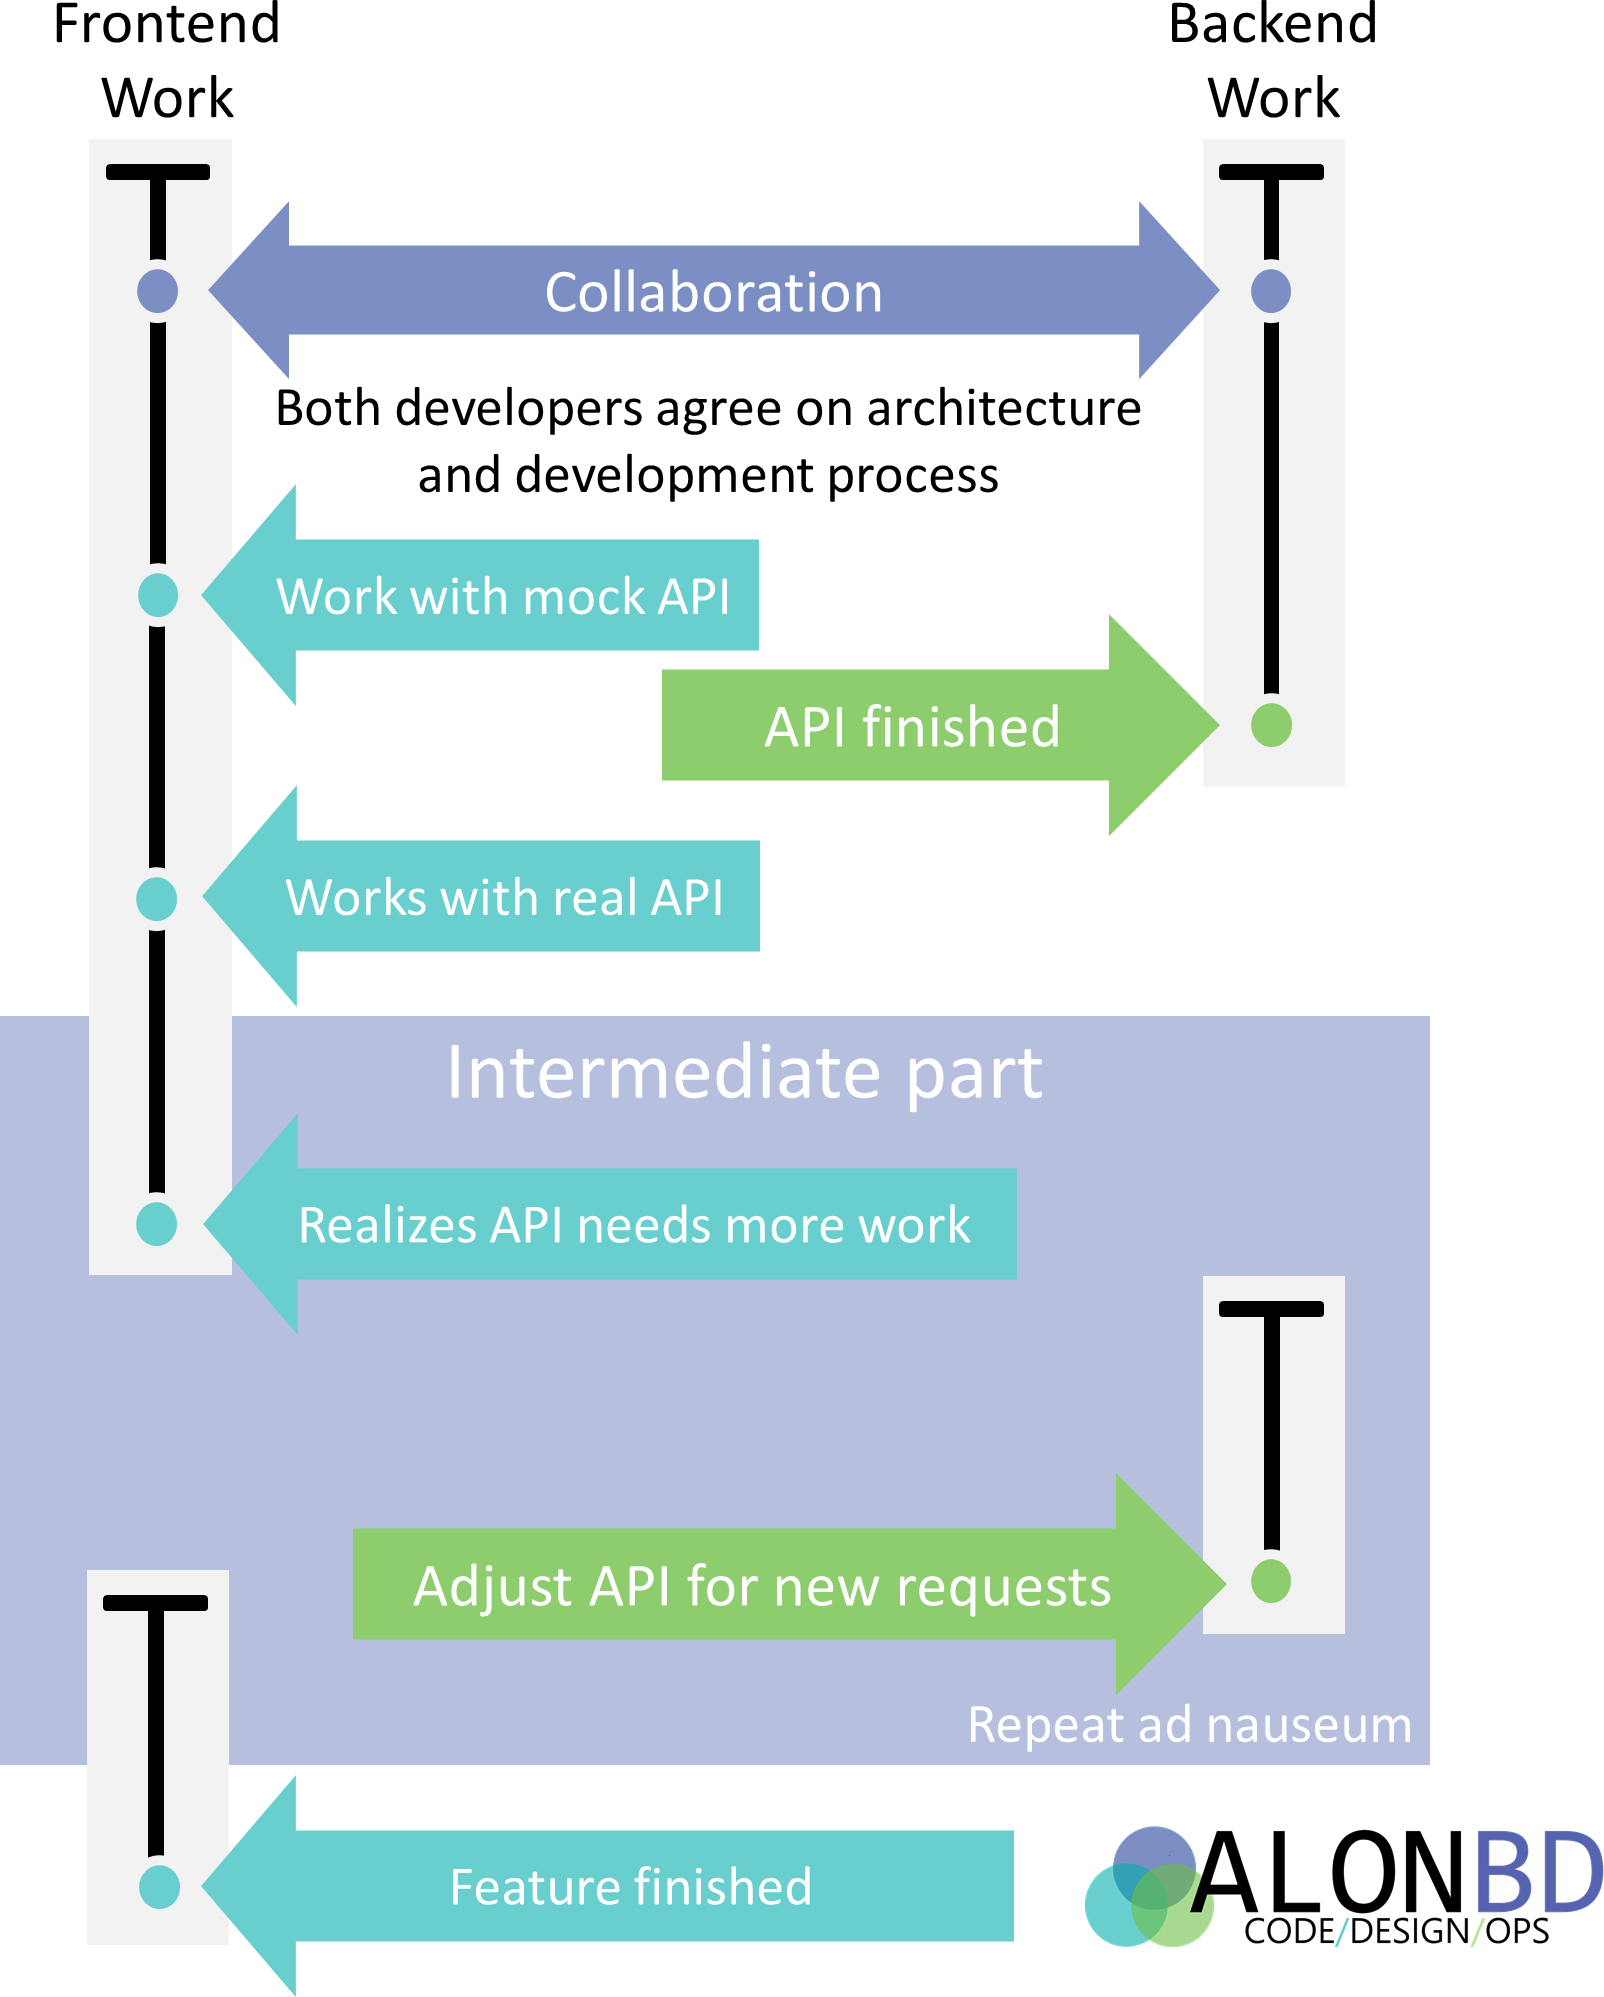 Frontend
Work
Backend
Work
Collaboration
Both developers agree on architecture
and development process
Work with mock API
API finished
Works with real API
Intermediate part
Realizes API needs more work
Adjust API for new requests
Repeat ad nauseum
Feature finished
ALONBD
CODE/DESIGN/OPS